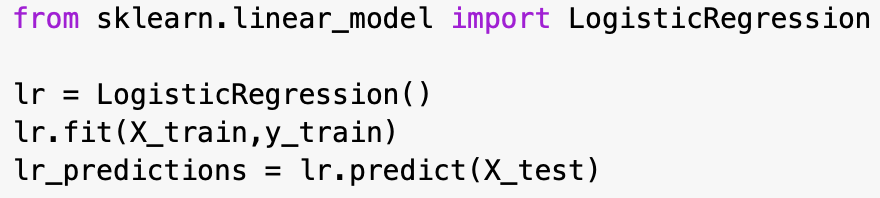 from sklearn.linear_model import LogisticRegression
lr = LogisticRegression()
lr.fit(X_train,y_train)
lr_predictions = lr.predict(X_test)